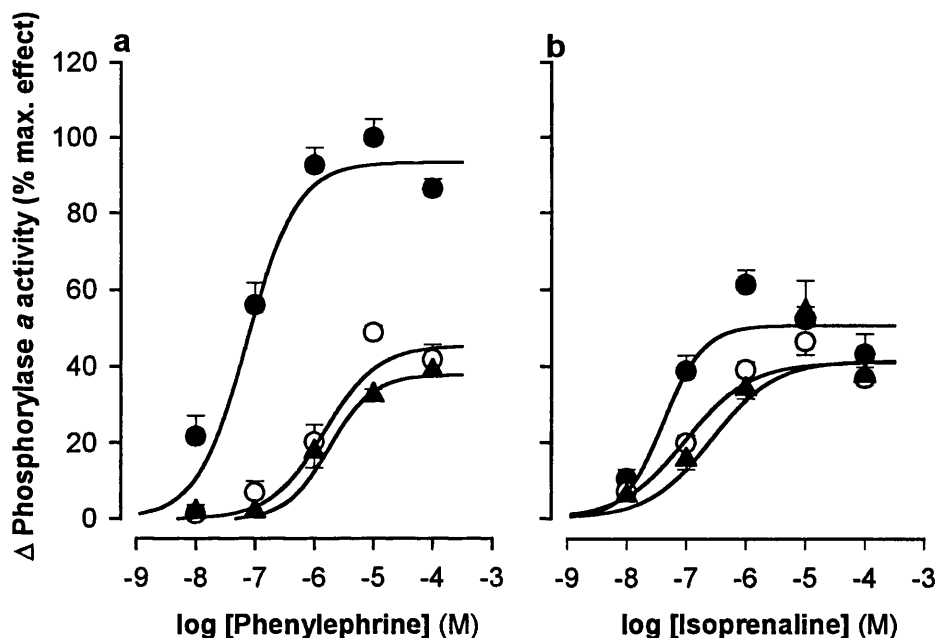 a
b
Δ Phosphorylase a activity (% max. effect)
120
100
80
60
40
20
0
-9 -8 -7 -6 -5 -4 -3
-9 -8 -7 -6 -5 -4 -3
log [Phenylephrine] (M)
log [Isoprenaline] (M)